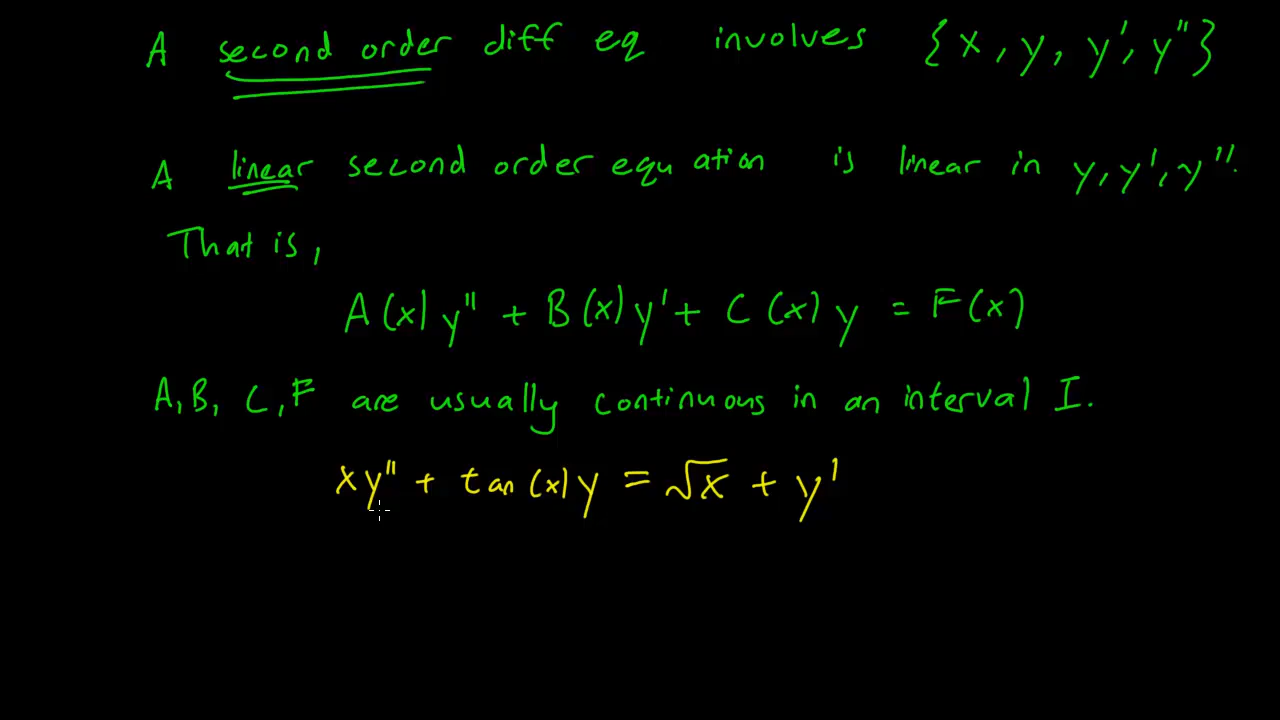 A second order diff eq involves {x, y, y', y''}
A linear second order equation is linear in y, y', y''.
That is,
A(x) y'' + B(x) y' + C(x) y = F(x)
A, B, C, F are usually continuous in an interval I.
xy'' + tan(x) y = √x + y'